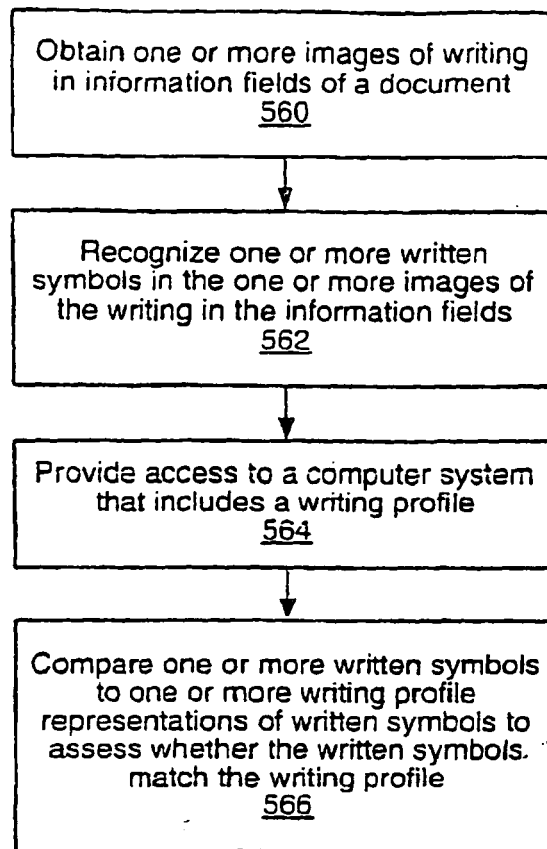 Obtain one or more images of writing
in information fields of a document
560
Recognize one or more written
symbols in the one or more images of
the writing in the information fields
562
Provide access to a computer system
that includes a writing profile
564
Compare one or more written symbols
to one or more writing profile
representations of written symbols to
assess whether the written symbols.
match the writing profile
566